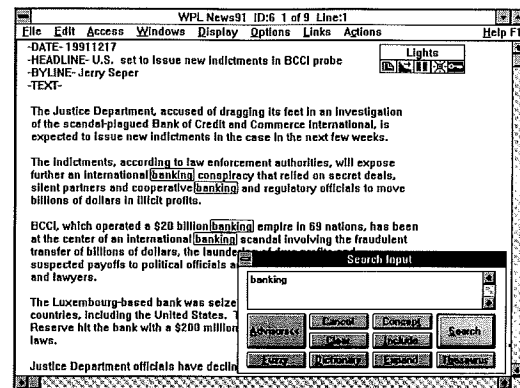 WPL News91 ID:6 1 of 9 Line:1
File Edit Access Windows Display Options Links Actions Help F1
-DATE- 19911217
-HEADLINE- U.S. set to issue new indictments in BCCI probe
-BYLINE- Jerry Seper
-TEXT-
Lights
The Justice Department, accused of dragging its feet in an investigation
of the scandal-plagued Bank of Credit and Commerce International, is
expected to issue new indictments in the case in the next few weeks.
The indictments, according to law enforcement authorities, will expose
further an international banking conspiracy that relied on secret deals,
silent partners and cooperative banking and regulatory officials to move
billions of dollars in illicit profits.
BCCI, which operated a $20 billion banking empire in 69 nations, has been
at the center of an international banking scandal involving the fraudulent
transfer of billions of dollars, the launde
suspected payoffs to political officials a
and lawyers.
The Luxembourg-based bank was seize
countries, including the United States. T
Reserve hit the bank with a $200 million
laws.
Justice Department officials have declin
Search Input
banking
Advanced< Cancel Concept Search
Clear Include
Fuzzy Dictionary Expand Thesaurus